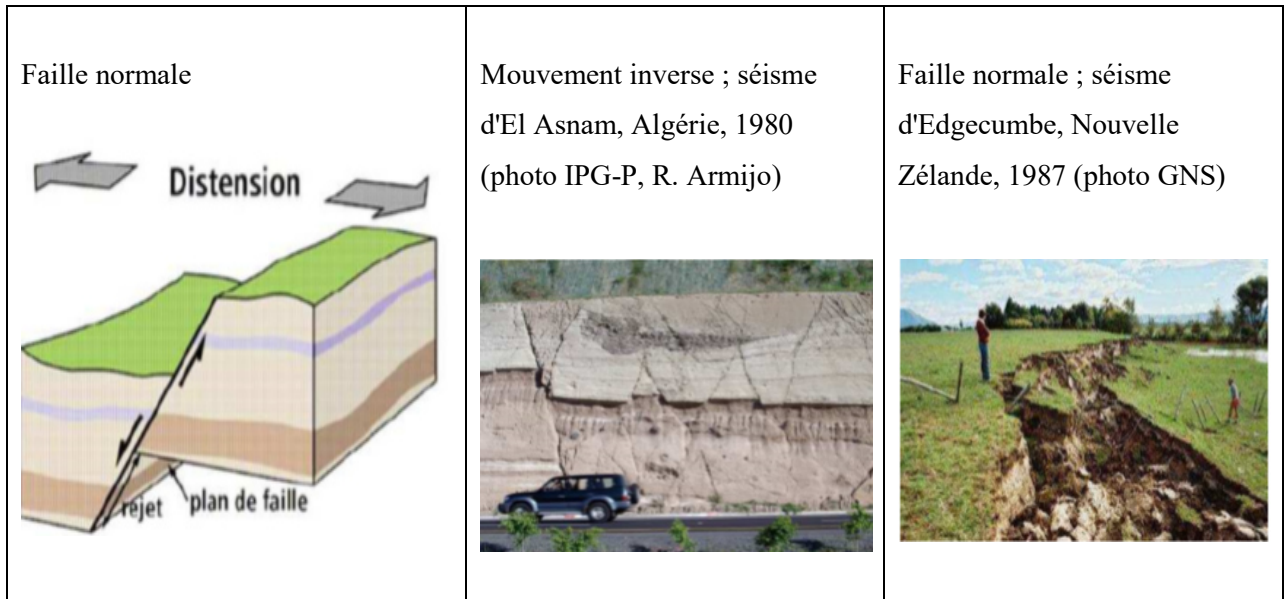 Faille normale
Distension
rejet
plan de faille
Mouvement inverse ; séisme
d'El Asnam, Algérie, 1980
(photo IPG-P, R. Armijo)
Faille normale ; séisme
d'Edgecumbe, Nouvelle
Zélande, 1987 (photo GNS)